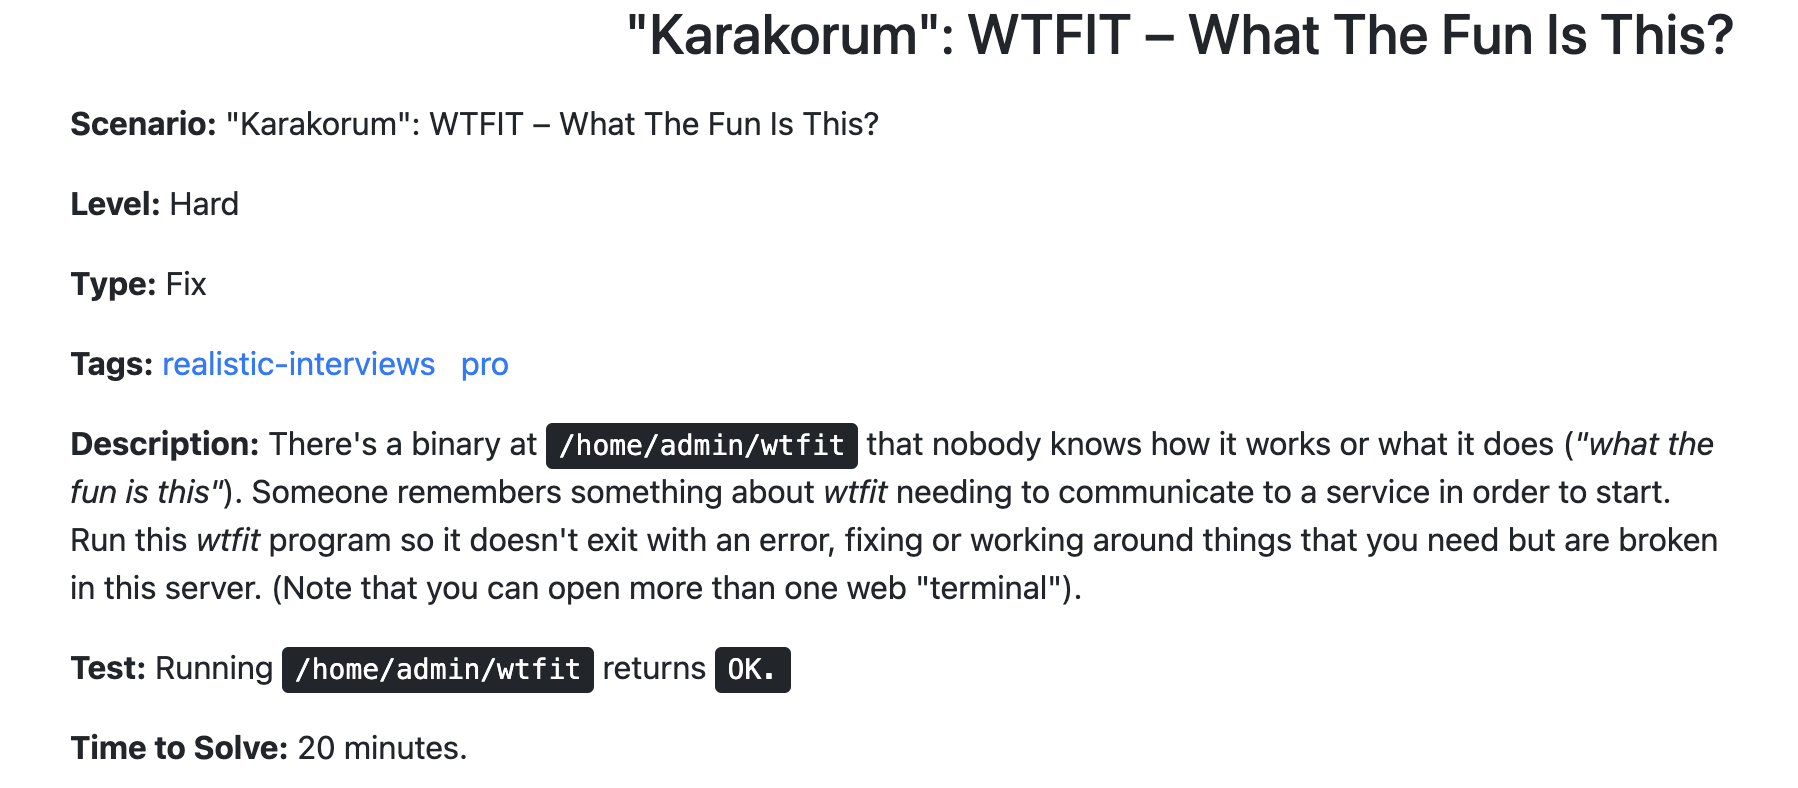 "Karakorum": WTFIT – What The Fun Is This?
Scenario: "Karakorum": WTFIT – What The Fun Is This?
Level: Hard
Type: Fix
Tags: realistic-interviews pro
Description: There's a binary at /home/admin/wtfit that nobody knows how it works or what it does ("what the
fun is this"). Someone remembers something about wtfit needing to communicate to a service in order to start.
Run this wtfit program so it doesn't exit with an error, fixing or working around things that you need but are broken
in this server. (Note that you can open more than one web "terminal").
Test: Running /home/admin/wtfit returns OK.
Time to Solve: 20 minutes.